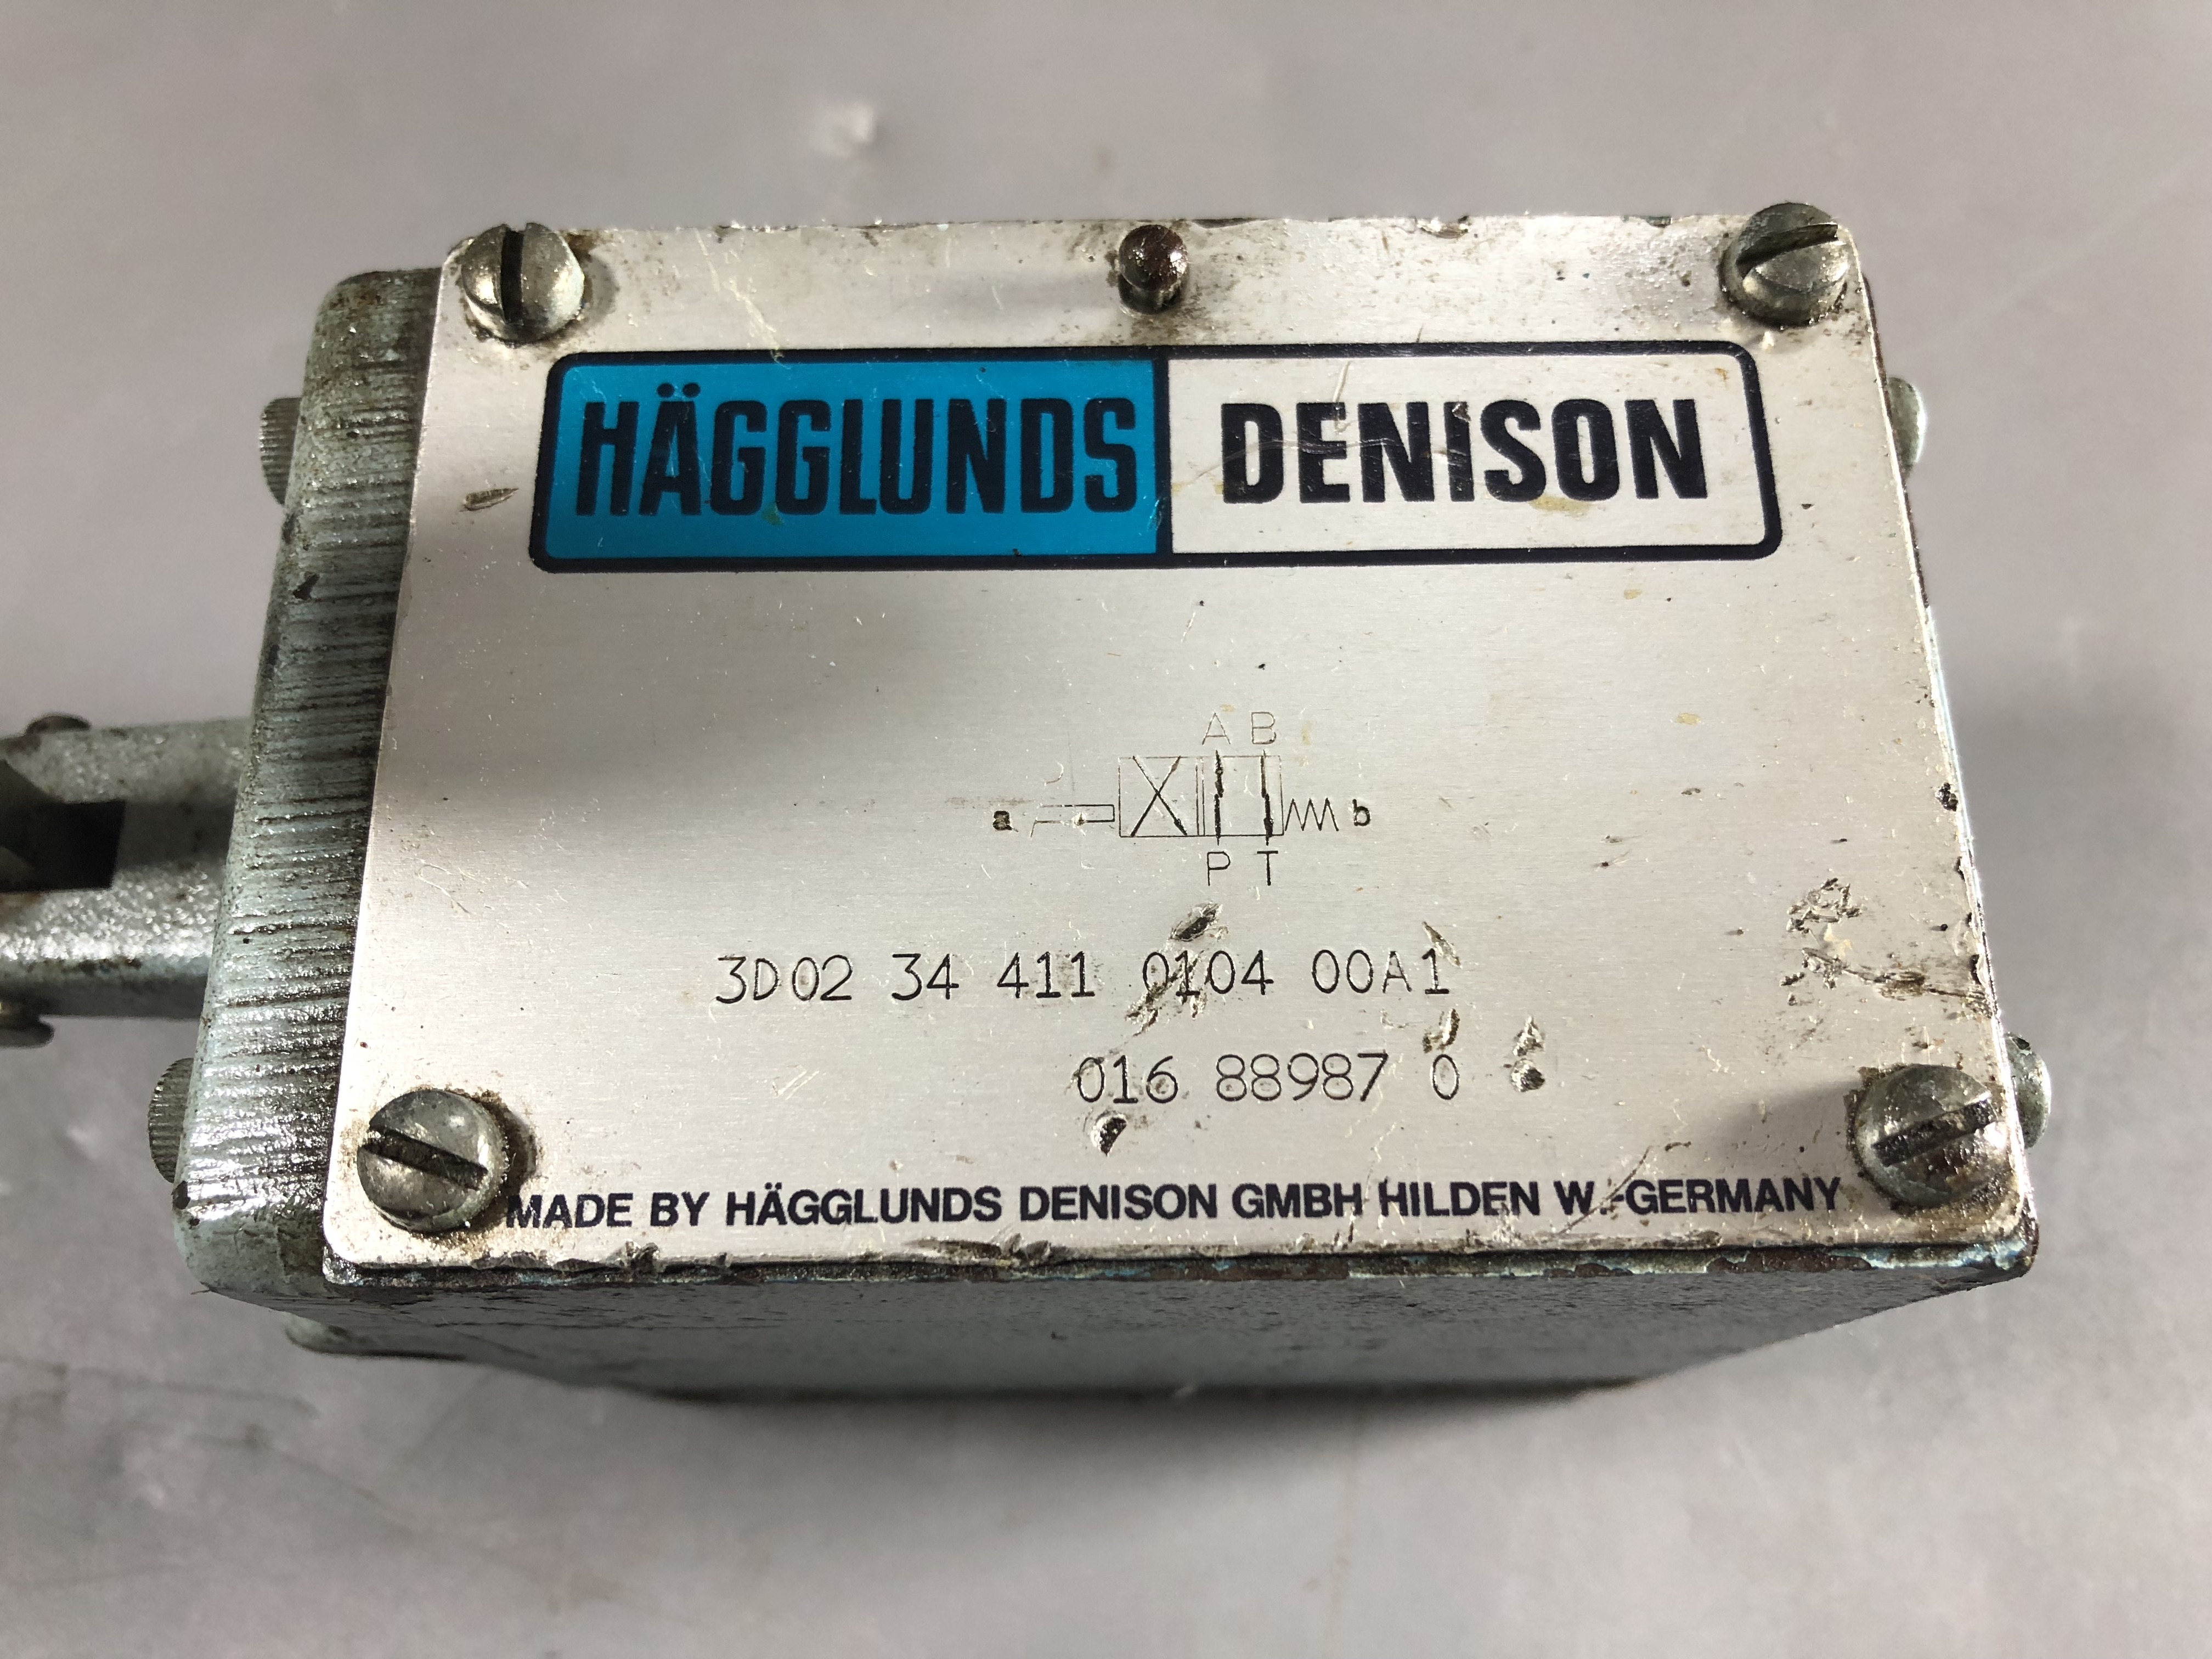 HÄGGLUNDS DENISON
A B
a b
P T
3D02 34 411 0104 00A1
016 88987 0
MADE BY HÄGGLUNDS DENISON GMBH HILDEN W.-GERMANY